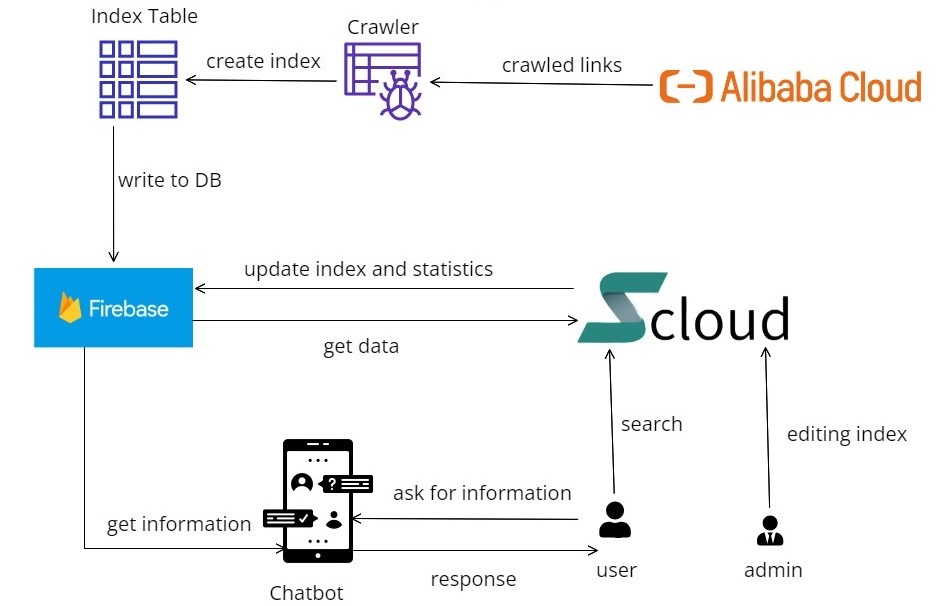 Index Table
Crawler
create index
crawled links
Alibaba Cloud
write to DB
update index and statistics
Firebase
Scloud
get data
search
editing index
?
ask for information
get information
user
admin
response
Chatbot